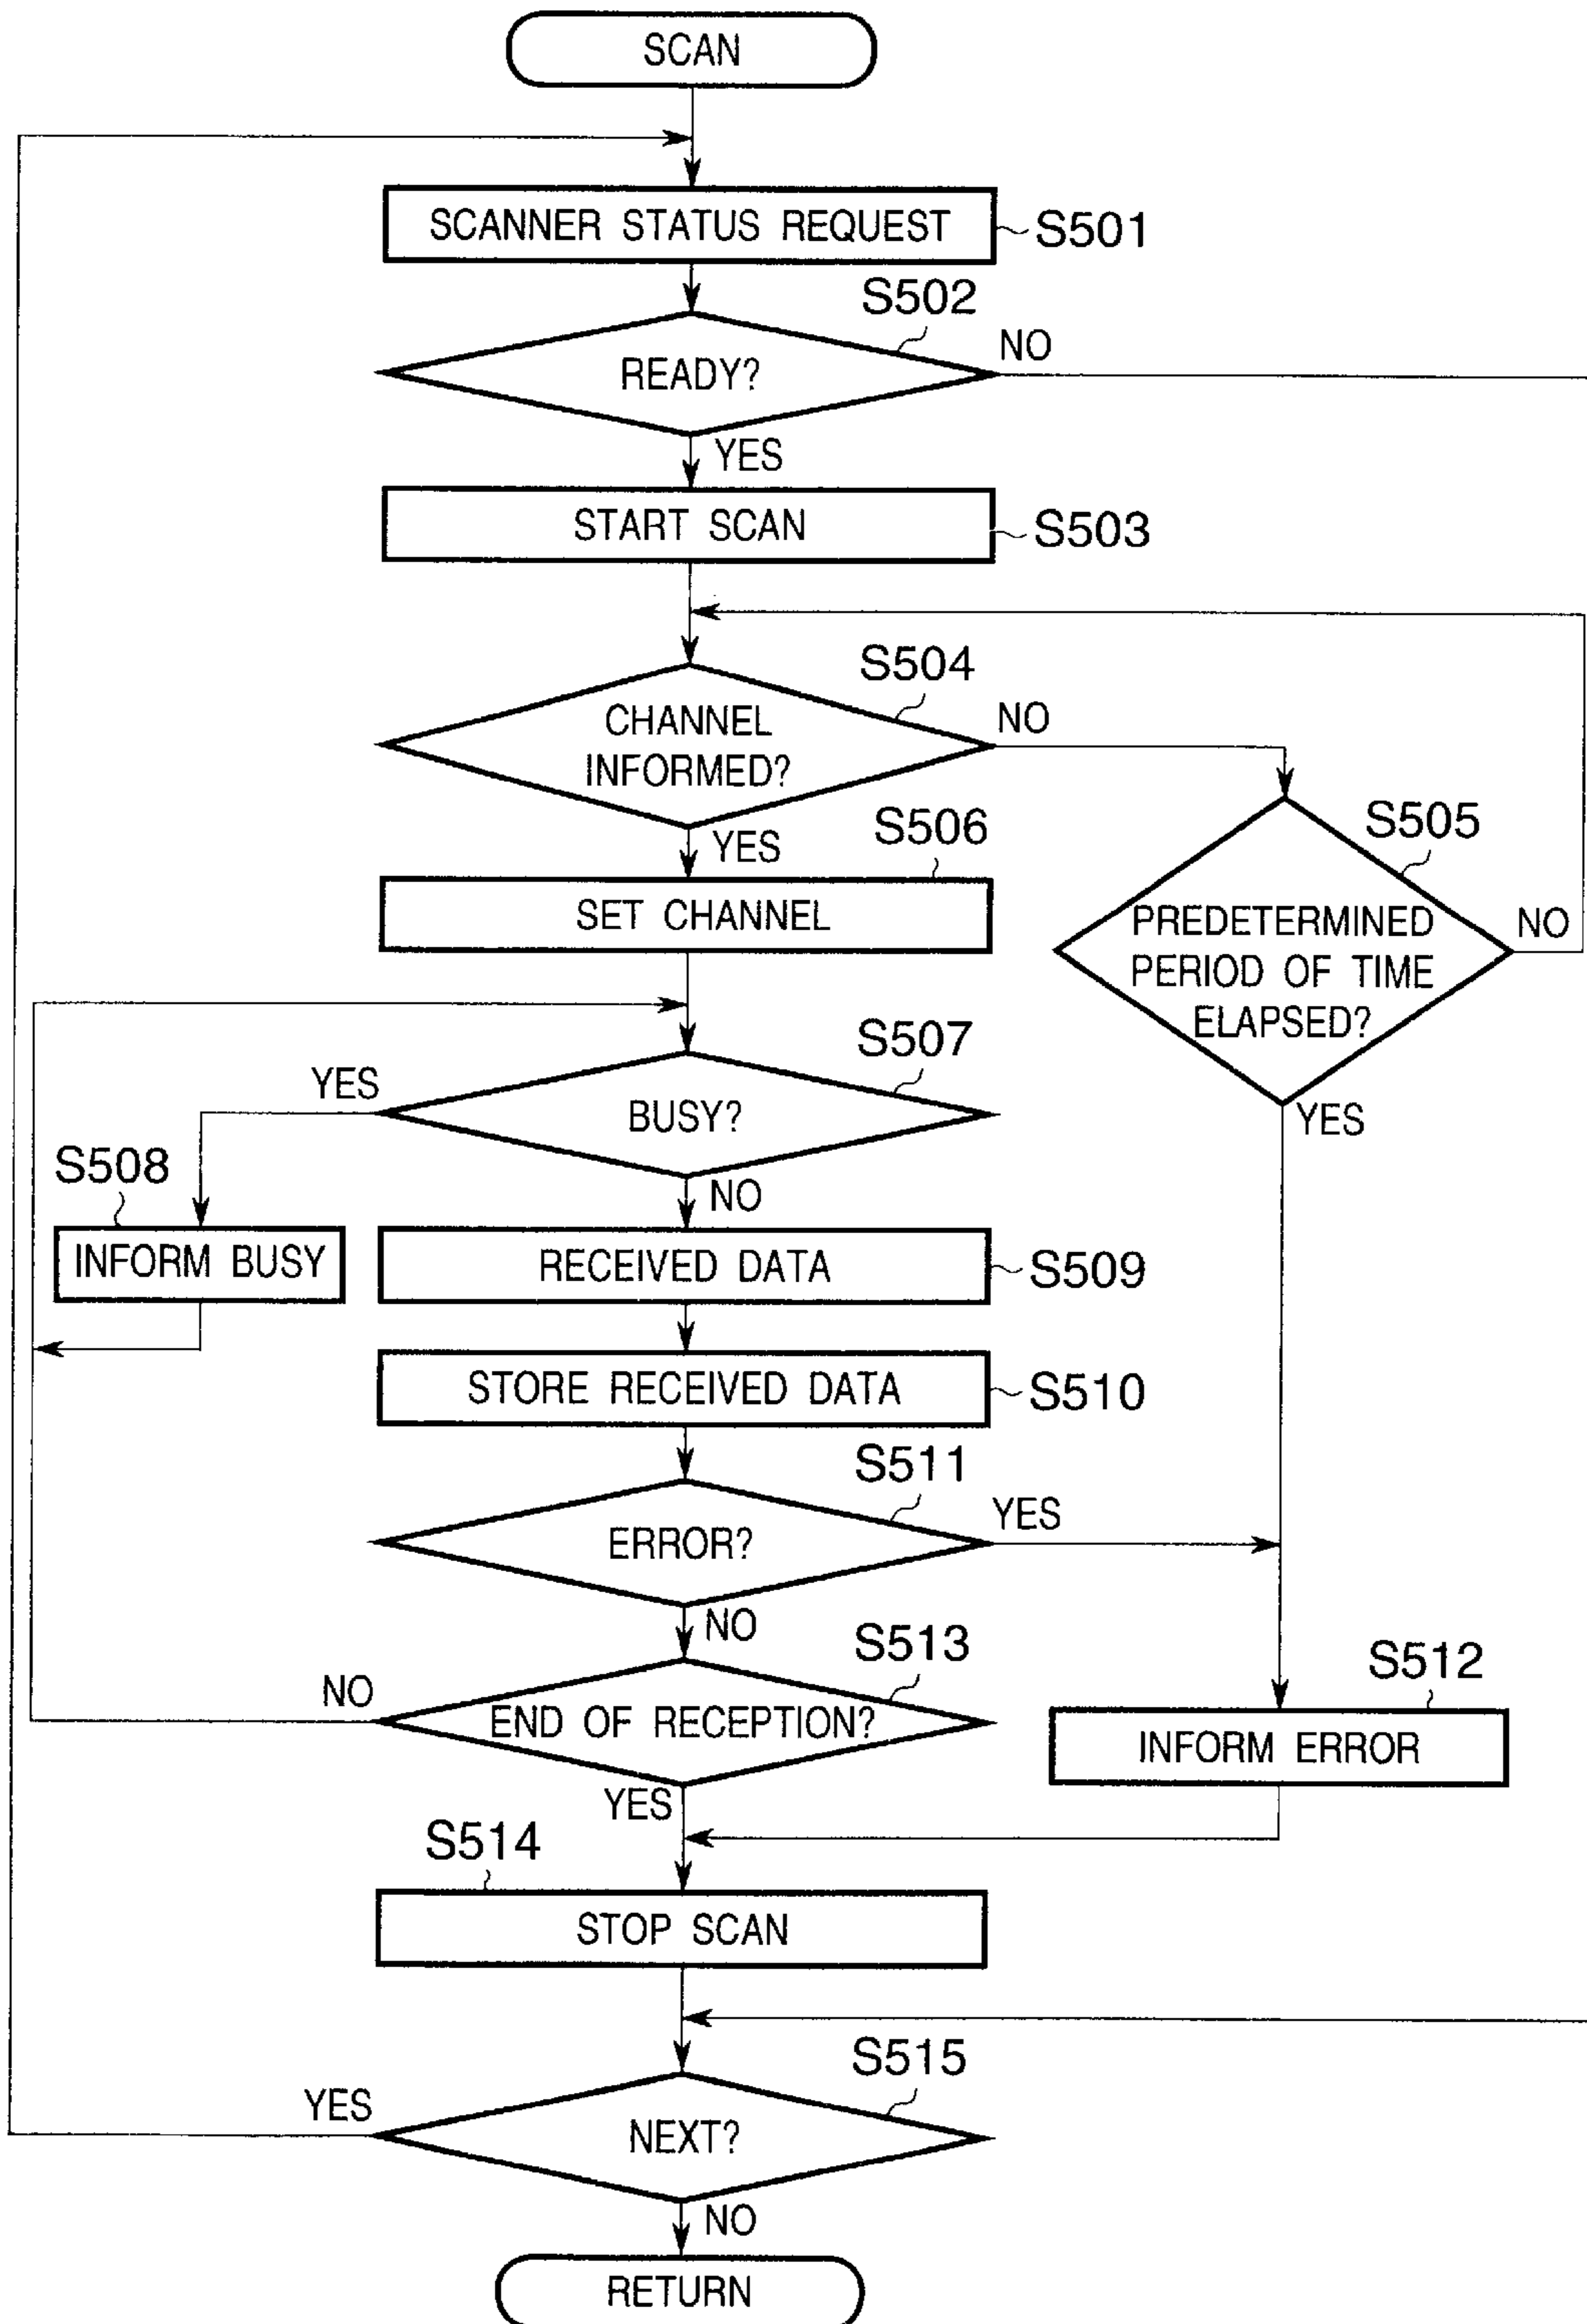 SCAN
SCANNER STATUS REQUEST
S501
S502
READY?
NO
YES
START SCAN
S503
S504
CHANNEL
INFORMED?
NO
YES
S505
PREDETERMINED
PERIOD OF TIME
ELAPSED?
NO
YES
S506
SET CHANNEL
S507
BUSY?
YES
NO
S508
INFORM BUSY
RECEIVED DATA
S509
STORE RECEIVED DATA
S510
S511
ERROR?
YES
NO
S512
INFORM ERROR
S513
END OF RECEPTION?
NO
YES
S514
STOP SCAN
S515
NEXT?
YES
NO
RETURN